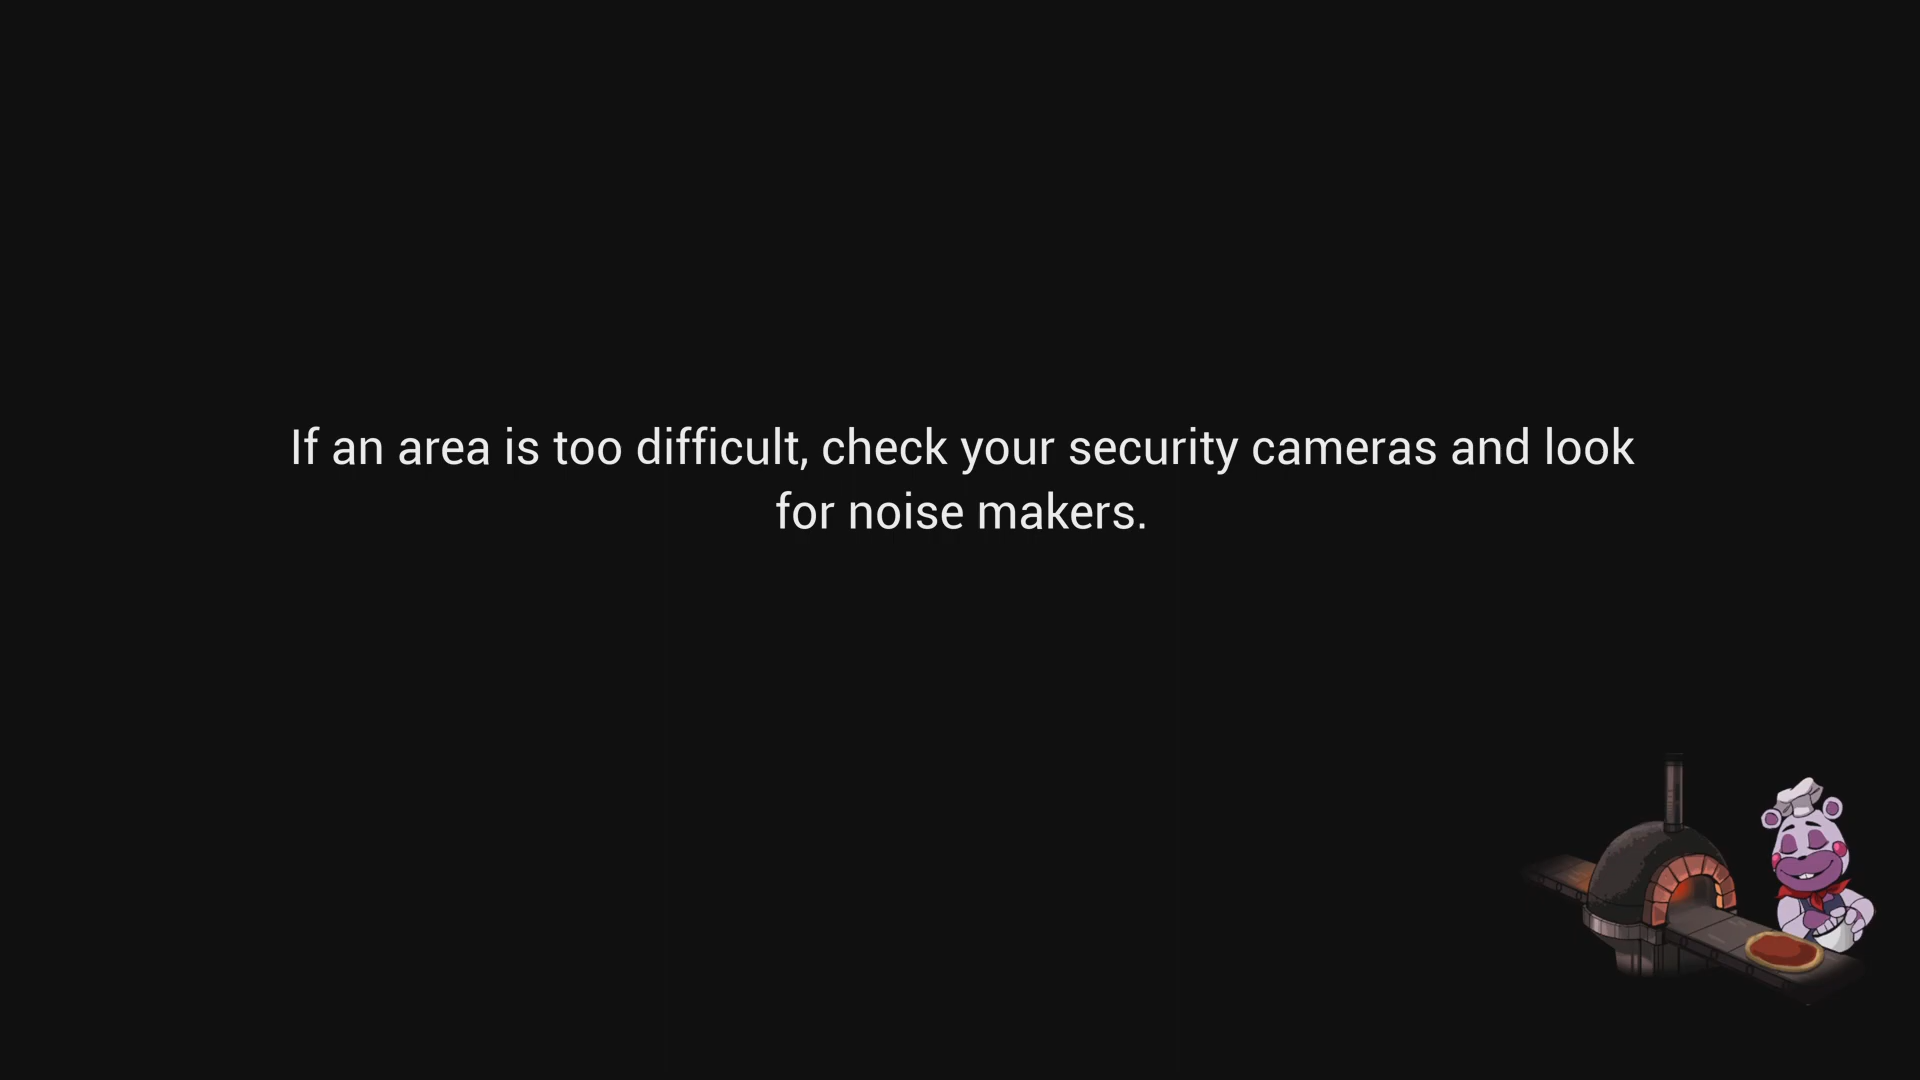 If an area is too difficult, check your security cameras and look
for noise makers.